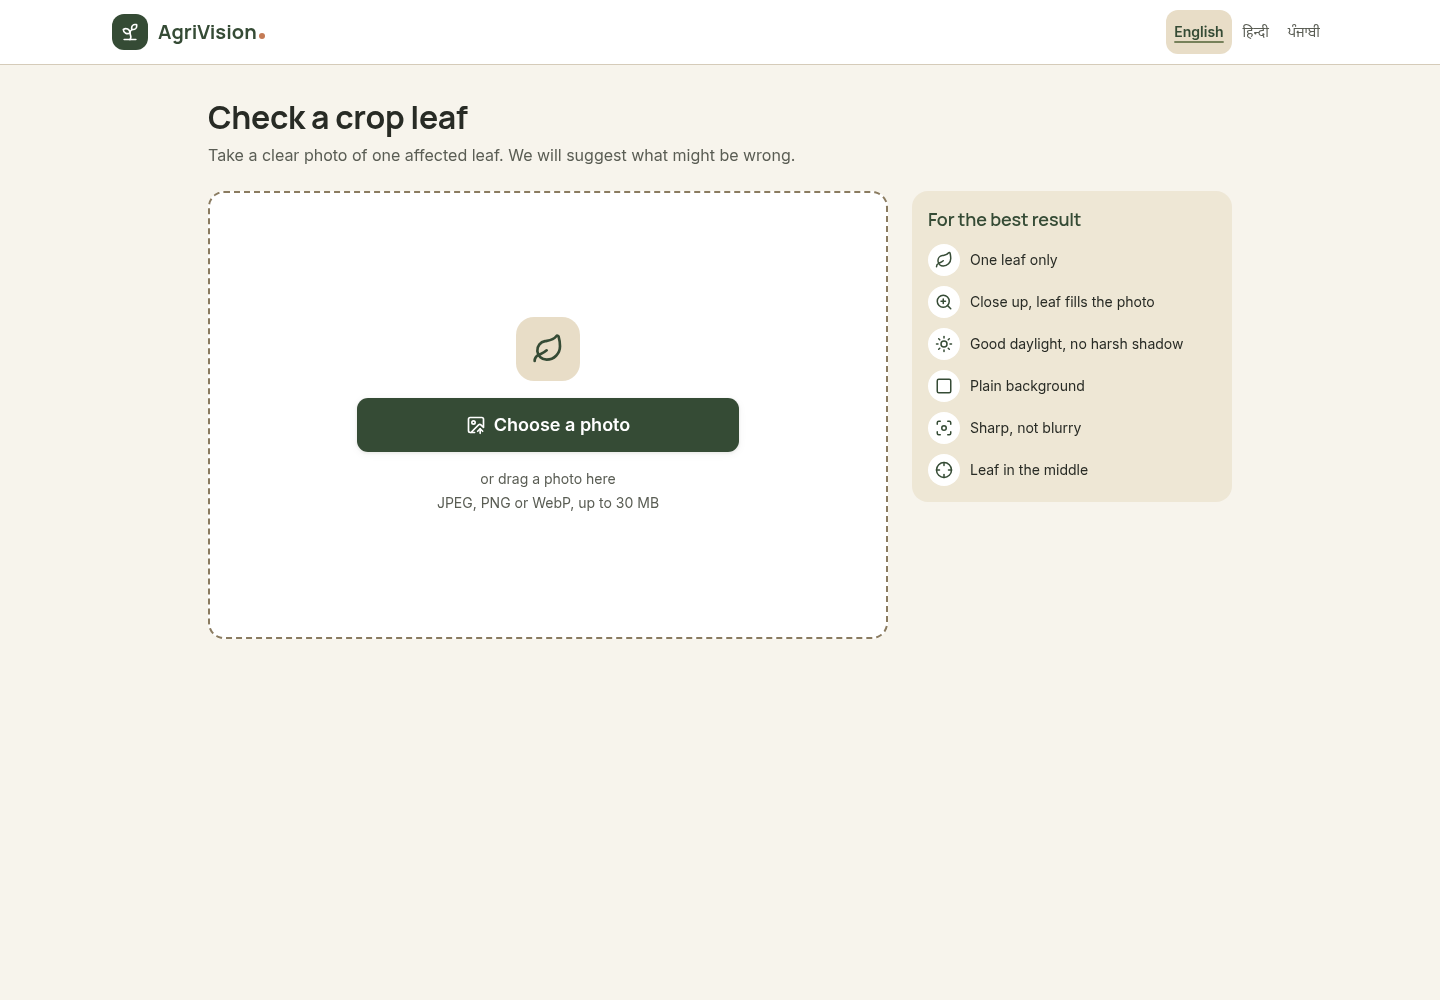 AgriVision
English हिन्दी ਪੰਜਾਬੀ
Check a crop leaf
Take a clear photo of one affected leaf. We will suggest what might be wrong.
Choose a photo
or drag a photo here
JPEG, PNG or WebP, up to 30 MB
For the best result
One leaf only
Close up, leaf fills the photo
Good daylight, no harsh shadow
Plain background
Sharp, not blurry
Leaf in the middle